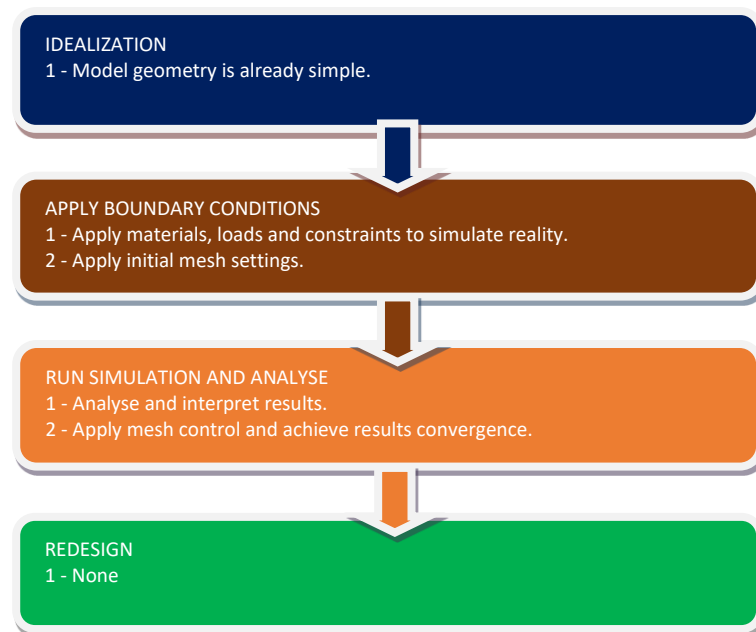 IDEALIZATION
1 - Model geometry is already simple.
APPLY BOUNDARY CONDITIONS
1 - Apply materials, loads and constraints to simulate reality.
2 - Apply initial mesh settings.
RUN SIMULATION AND ANALYSE
1 - Analyse and interpret results.
2 - Apply mesh control and achieve results convergence.
REDESIGN
1 - None